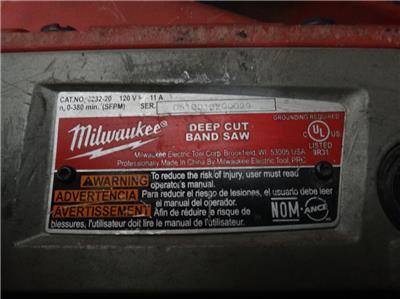 CAT.NO. 6232-20 120 V~ 11 A
n, 0-380 min. (SFPM) SER.
GROUNDING REQUIRED
Milwaukee
DEEP CUT
BAND SAW
UL
LISTED
9R31
Milwaukee Electric Tool Corp. Brookfield, WI, 53005 USA
Professionally Made in China By Milwaukee Electric Tool, PRC
WARNING To reduce the risk of injury, user must read
operator's manual.
ADVERTENCIA Para reducir el riesgo de lesiones, el usuario debe leer
el manual del operador.
AVERTISSEMENT Afin de réduire le risque de
blessures, l'utilisateur doit lire le manual de l'utilisateur.
NOM-ANCE